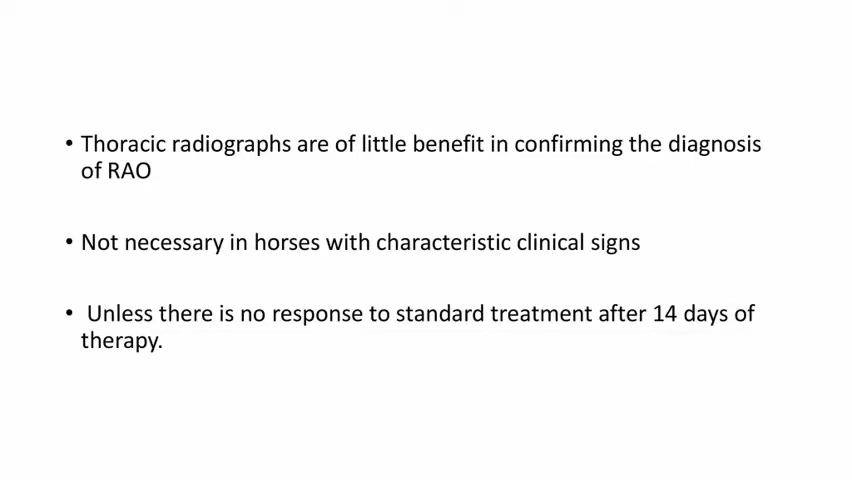 • Thoracic radiographs are of little benefit in confirming the diagnosis
of RAO
• Not necessary in horses with characteristic clinical signs
• Unless there is no response to standard treatment after 14 days of
therapy.